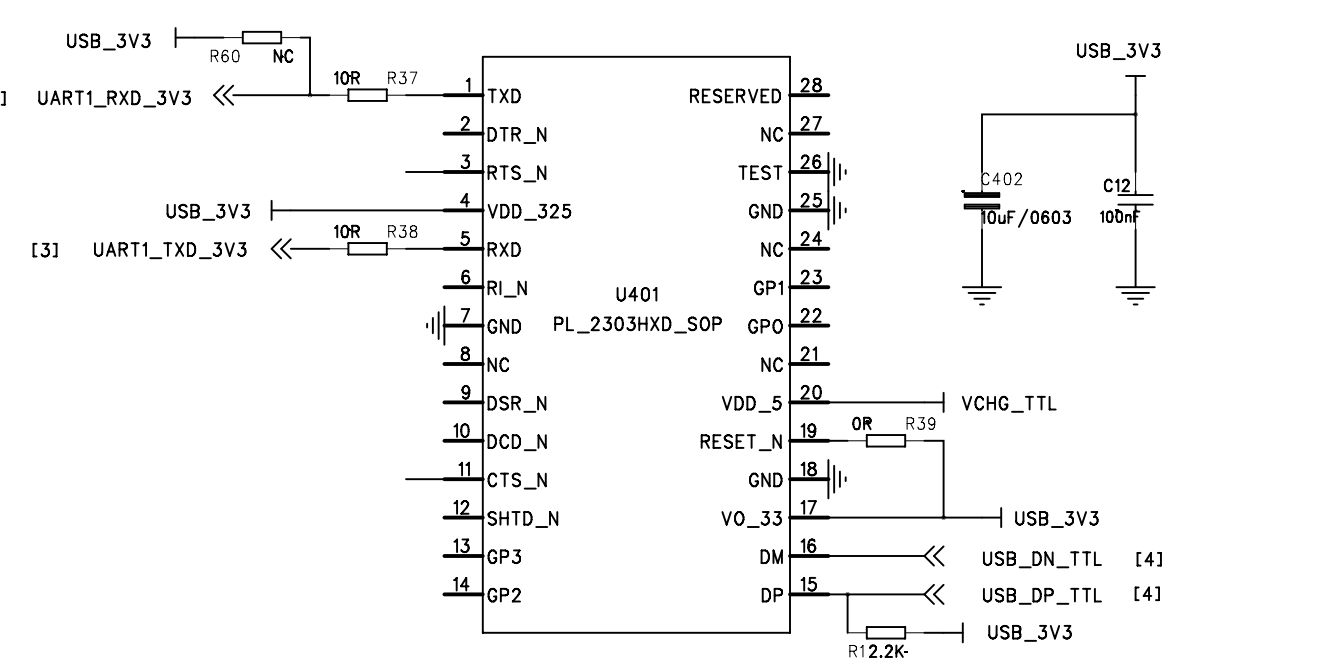 USB_3V3
R60 NC
] UART1_RXD_3V3
10R R37
USB_3V3
[3] UART1_TXD_3V3
10R R38
1 TXD
2 DTR_N
3 RTS_N
4 VDD_325
5 RXD
6 RI_N
7 GND
8 NC
9 DSR_N
10 DCD_N
11 CTS_N
12 SHTD_N
13 GP3
14 GP2
U401
PL_2303HXD_SOP
RESERVED 28
NC 27
TEST 26
GND 25
NC 24
GP1 23
GP0 22
NC 21
VDD_5 20 VCHG_TTL
RESET_N 19 0R R39
GND 18
VO_33 17 USB_3V3
DM 16 USB_DN_TTL [4]
DP 15 USB_DP_TTL [4]
USB_3V3
2.2K
USB_3V3
C402
10uF/0603
C12
100nF